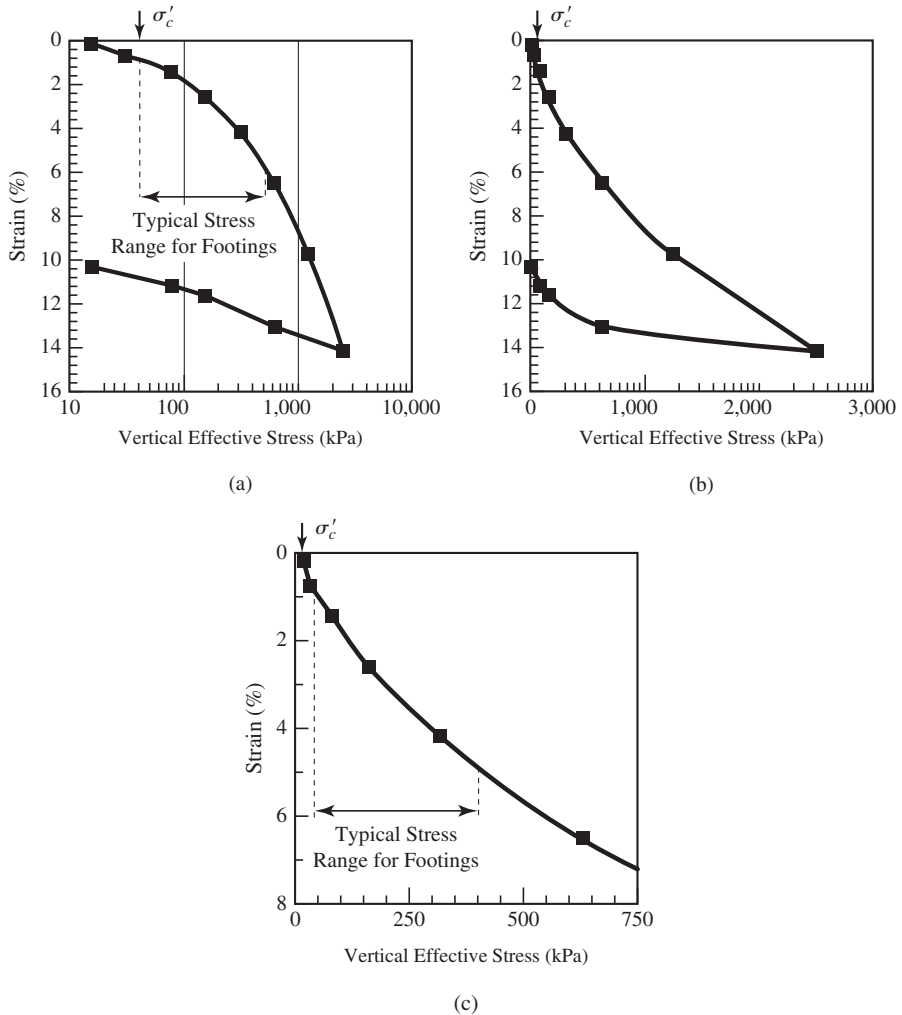 σ′c
0
2
4
6
8
10
12
14
16
Strain (%)
Typical Stress
Range for Footings
10 100 1,000 10,000
Vertical Effective Stress (kPa)
(a)
σ′c
0
2
4
6
8
10
12
14
16
Strain (%)
0 1,000 2,000 3,000
Vertical Effective Stress (kPa)
(b)
σ′c
0
2
4
6
8
Strain (%)
Typical Stress
Range for Footings
0 250 500 750
Vertical Effective Stress (kPa)
(c)